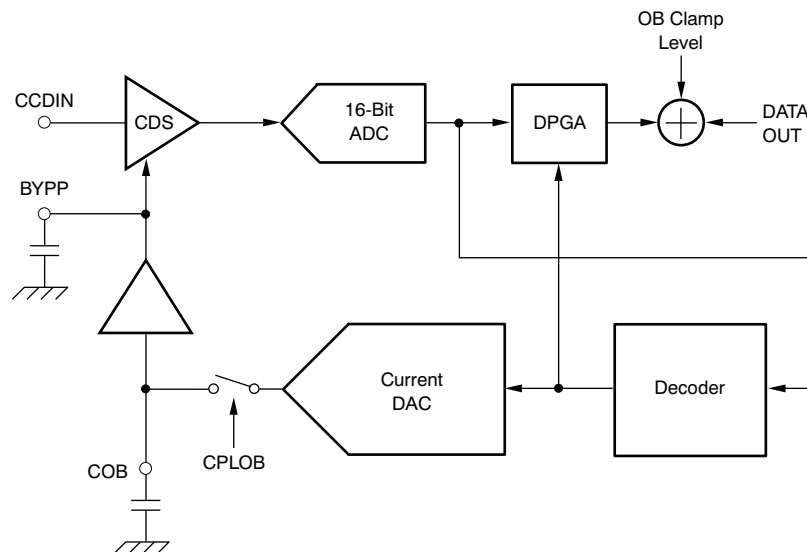 OB Clamp
Level
CCDIN
CDS
16-Bit
ADC
DPGA
DATA
OUT
BYPP
Current
DAC
Decoder
COB
CPLOB